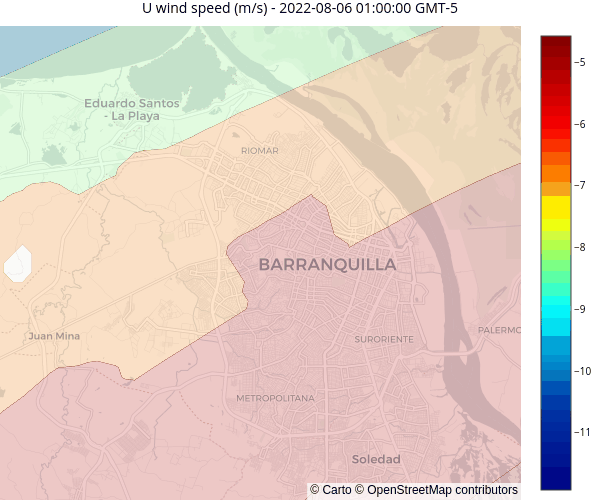 U wind speed (m/s) - 2022-08-06 01:00:00 GMT-5
Eduardo Santos
- La Playa
RIOMAR
BARRANQUILLA
Juan Mina
SURORIENTE
PALERMO
METROPOLITANA
Soledad
© Carto © OpenStreetMap contributors
−5
−6
−7
−8
−9
−10
−11